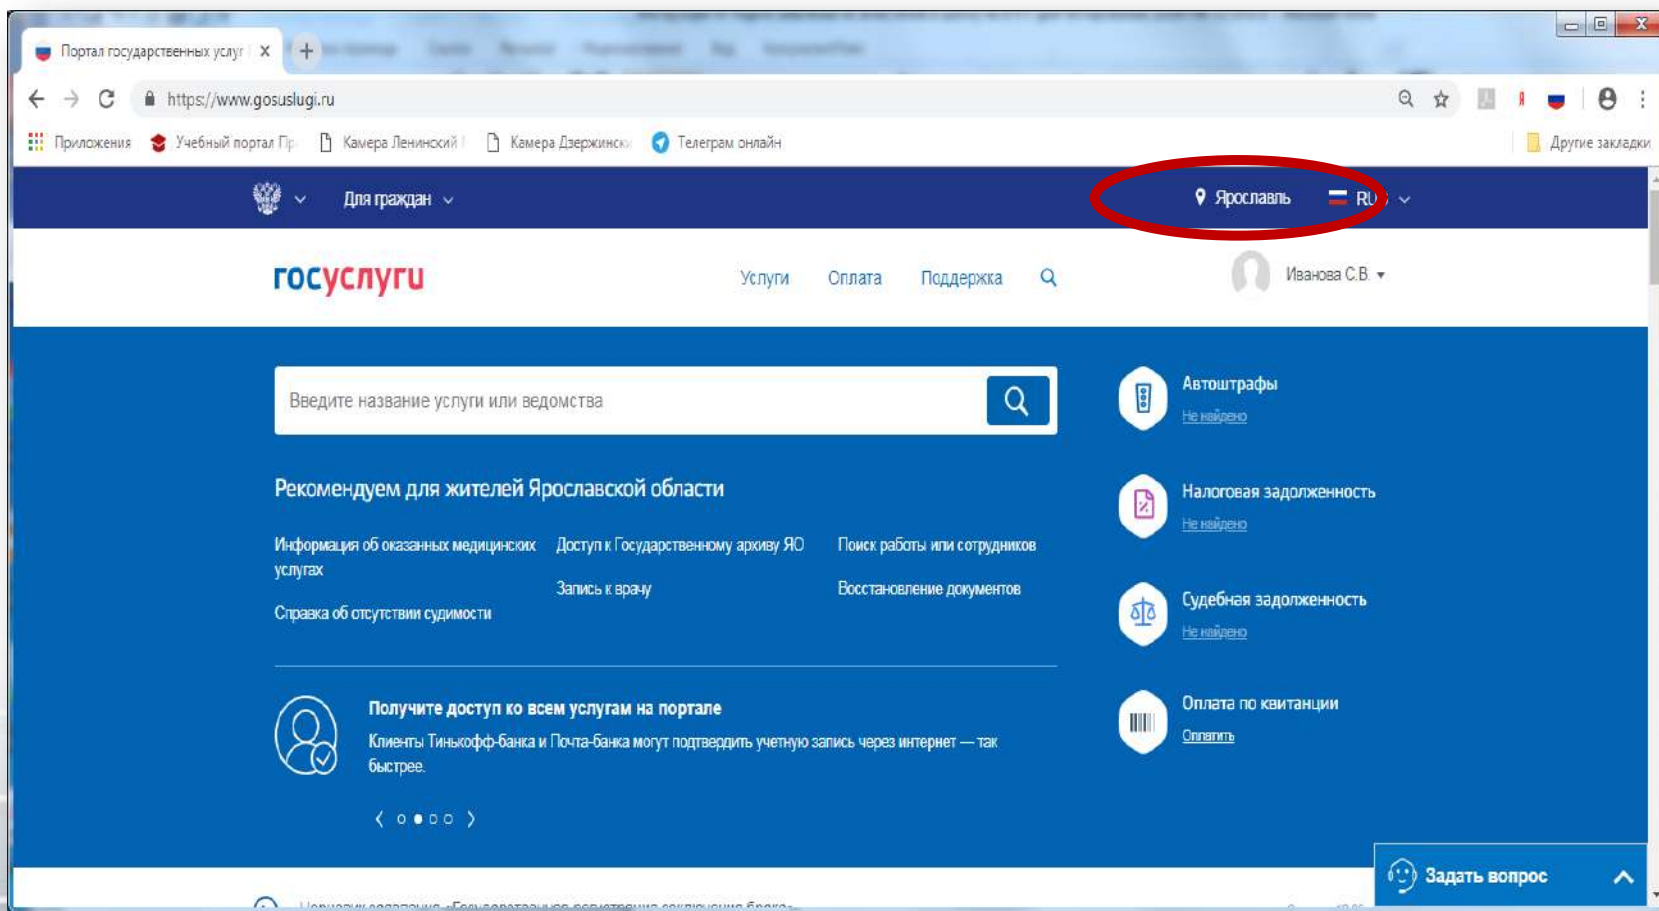 Портал государственных услуг
https://www.gosuslugi.ru
Приложения Учебный портал Камера Ленинский Камера Дзержински Телеграм онлайн Другие закладки
Для граждан Ярославль RU
госуслуги Услуги Оплата Поддержка Иванова С.В.
Введите название услуги или ведомства
Автоштрафы
Не найдено
Рекомендуем для жителей Ярославской области
Информация об оказанных медицинских услугах
Доступ к Государственному архиву ЯО
Поиск работы или сотрудников
Запись к врачу
Восстановление документов
Справка об отсутствии судимости
Налоговая задолженность
Не найдено
Судебная задолженность
Не найдено
Получите доступ ко всем услугам на портале
Клиенты Тинькофф-банка и Почта-банка могут подтвердить учетную запись через интернет — так
быстрее.
Оплата по квитанции
Оплатить
Задать вопрос